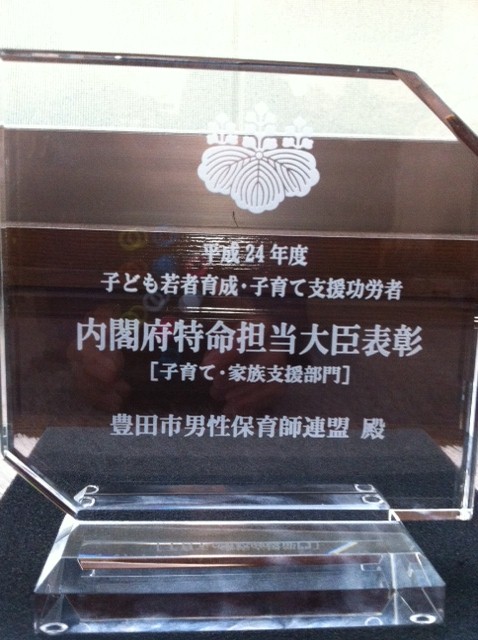 平成24年度
子ども若者育成・子育て支援功労者
内閣府特命担当大臣表彰
［子育て・家族支援部門］
豊田市男性保育師連盟 殿